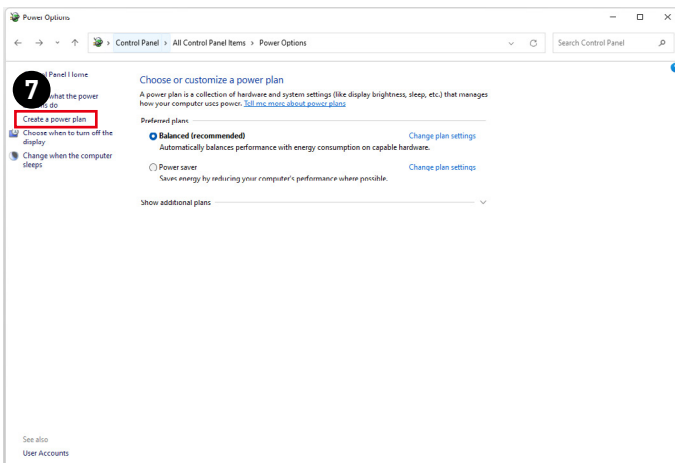 Power Options
Control Panel > All Control Panel Items > Power Options
Search Control Panel
7
Panel Home
what the power
do
Create a power plan
Choose when to turn off the
display
Change when the computer
sleeps
Choose or customize a power plan
A power plan is a collection of hardware and system settings (like display brightness, sleep, etc.) that manages
how your computer uses power. Tell me more about power plans
Preferred plans
Balanced (recommended)
Change plan settings
Automatically balances performance with energy consumption on capable hardware.
Power saver
Change plan settings
Saves energy by reducing your computer's performance where possible.
Show additional plans
See also
User Accounts